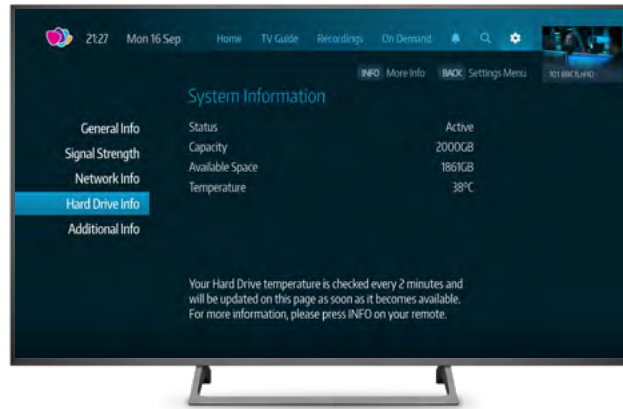 21:27 Mon 16 Sep Home TV Guide Recordings On Demand
INFO More Info BACK Settings Menu
System Information
General Info
Signal Strength
Network Info
Hard Drive Info
Additional Info
Status Active
Capacity 2000GB
Available Space 1861GB
Temperature 38°C
Your Hard Drive temperature is checked every 2 minutes and
will be updated on this page as soon as it becomes available.
For more information, please press INFO on your remote.